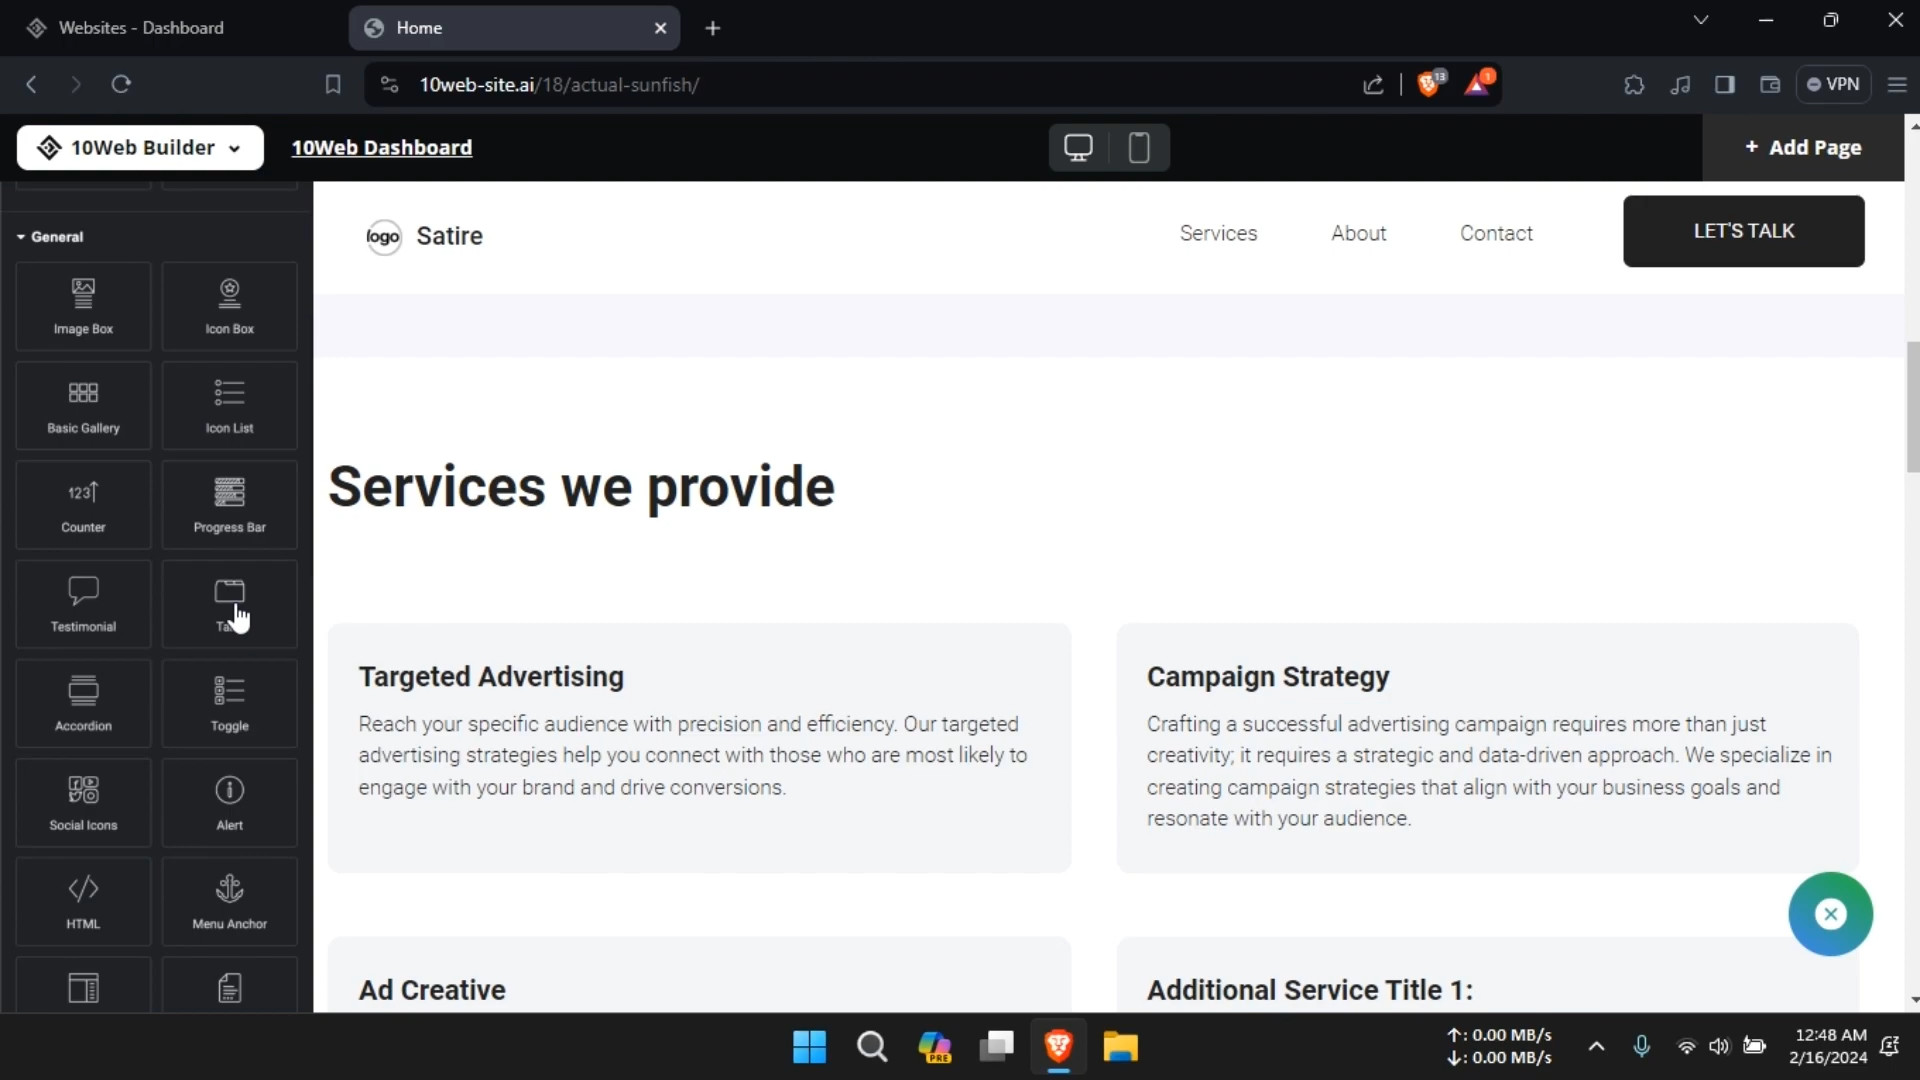 Websites - Dashboard
Home
10web-site.ai/18/actual-sunfish/
13
1
VPN
10Web Builder
10Web Dashboard
+ Add Page
General
Image Box
Icon Box
Basic Gallery
Icon List
123
Counter
Progress Bar
Testimonial
Accordion
Toggle
Social Icons
Alert
HTML
Menu Anchor
logo Satire
Services
About
Contact
LET'S TALK
Services we provide
Targeted Advertising
Reach your specific audience with precision and efficiency. Our targeted
advertising strategies help you connect with those who are most likely to
engage with your brand and drive conversions.
Campaign Strategy
Crafting a successful advertising campaign requires more than just
creativity; it requires a strategic and data-driven approach. We specialize in
creating campaign strategies that align with your business goals and
resonate with your audience.
Ad Creative
Additional Service Title 1:
PRE
↑: 0.00 MB/s
↓: 0.00 MB/s
12:48 AM
2/16/2024